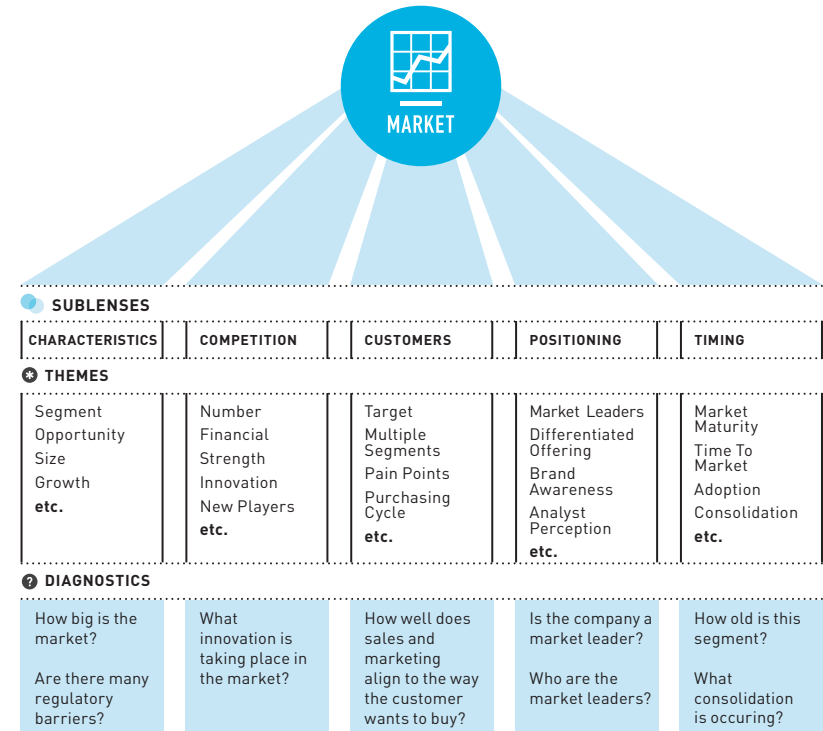 MARKET
SUBLENSES
CHARACTERISTICS
COMPETITION
CUSTOMERS
POSITIONING
TIMING
* THEMES
Segment
Opportunity
Size
Growth
etc.
Number
Financial
Strength
Innovation
New Players
etc.
Target
Multiple
Segments
Pain Points
Purchasing
Cycle
etc.
Market Leaders
Differentiated
Offering
Brand
Awareness
Analyst
Perception
etc.
Market
Maturity
Time To
Market
Adoption
Consolidation
etc.
? DIAGNOSTICS
How big is the
market?
Are there many
regulatory
barriers?
What
innovation is
taking place in
the market?
How well does
sales and
marketing
align to the way
the customer
wants to buy?
Is the company a
market leader?
Who are the
market leaders?
How old is this
segment?
What
consolidation
is occuring?